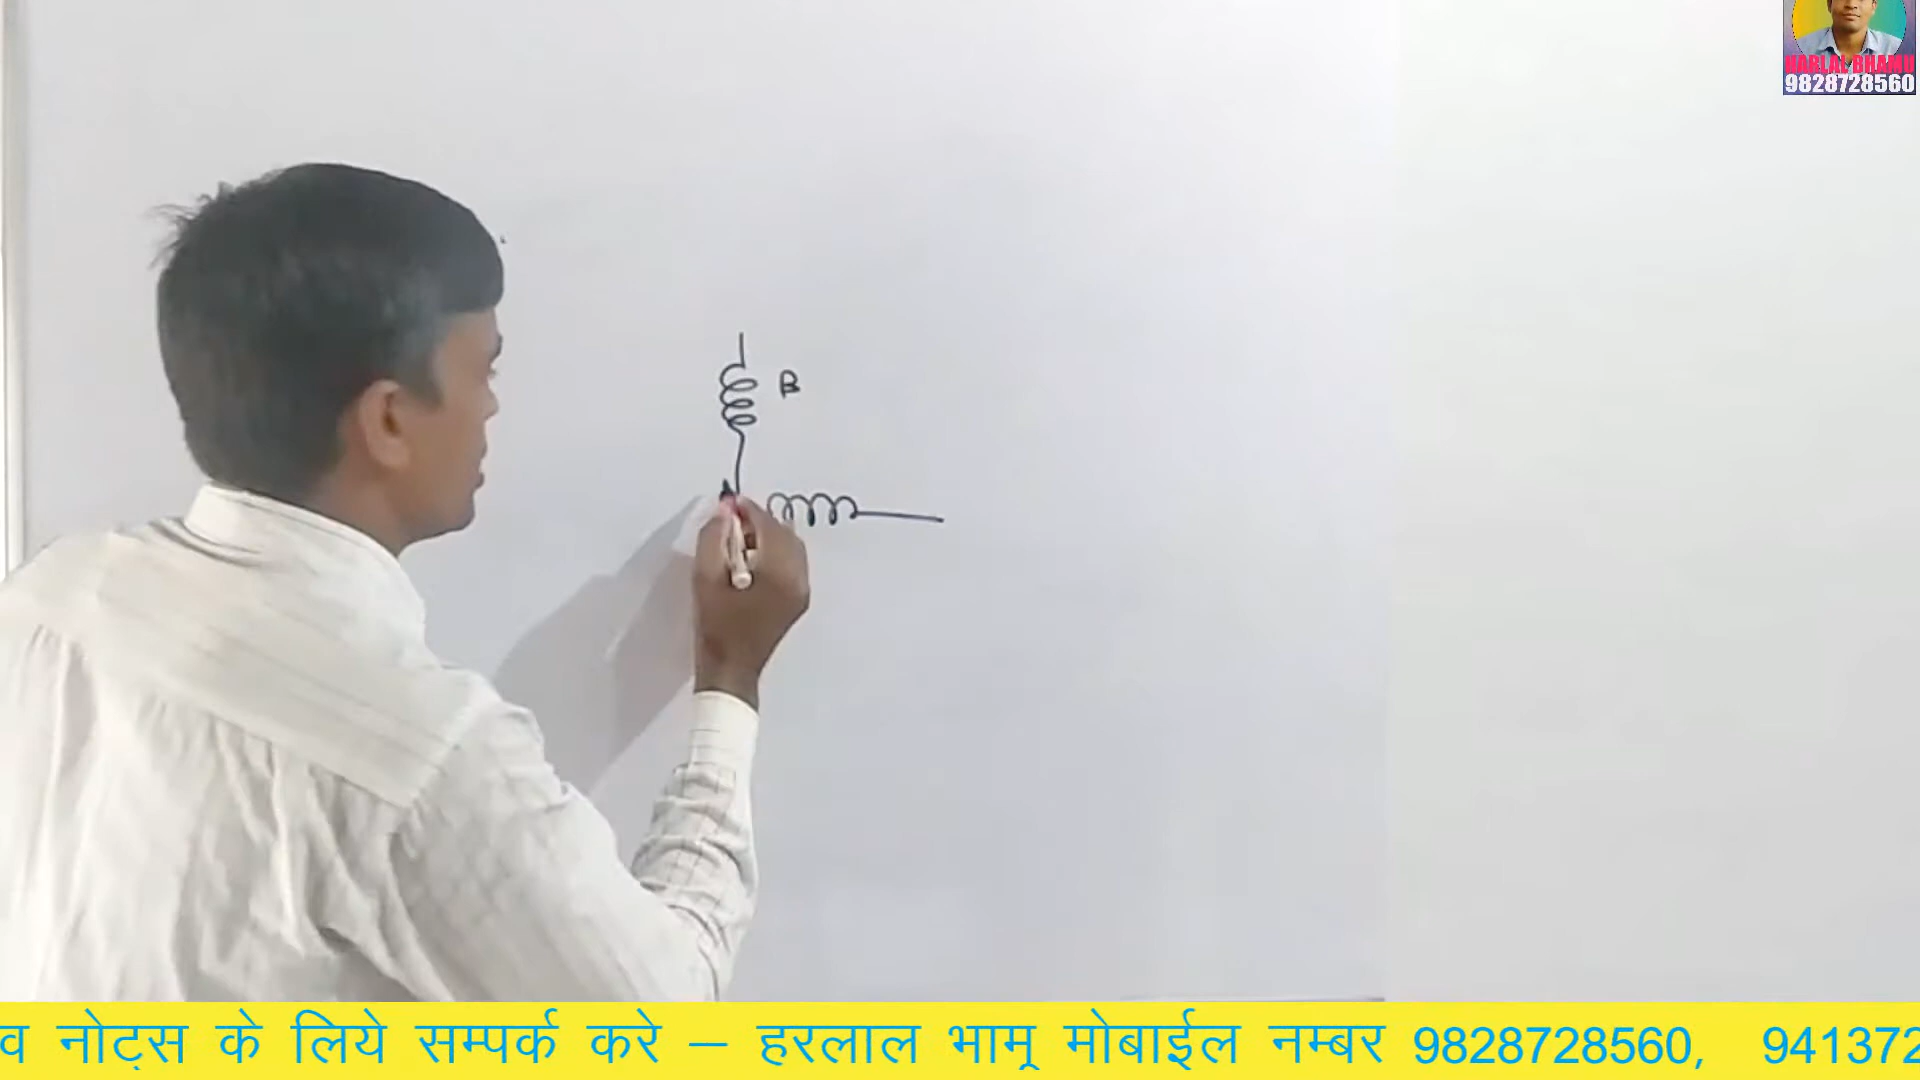 HARLAL BHAMU
9828728560
B
व नोट्स के लिये सम्पर्क करे – हरलाल भामू मोबाईल नम्बर 9828728560, 941372